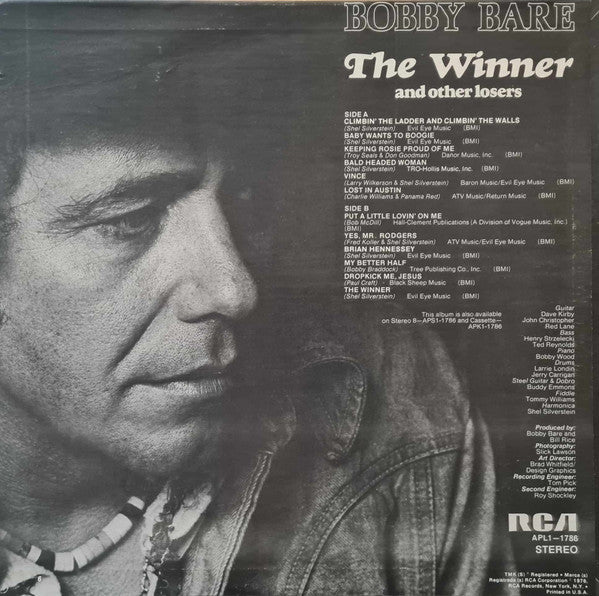 BOBBY BARE
The Winner
and other losers
SIDE A
CLIMBIN' THE LADDER AND CLIMBIN' THE WALLS
(Shel Silverstein) Evil Eye Music (BMI)
BABY WANTS TO BOOGIE
(Shel Silverstein) Evil Eye Music (BMI)
KEEPING ROSIE PROUD OF ME
(Troy Seals & Don Goodman) Danor Music, Inc. (BMI)
BALD HEADED WOMAN
(Shel Silverstein) TRO-Hollis Music, Inc. (BMI)
VINCE
(Larry Wilkerson & Shel Silverstein) Baron Music/Evil Eye Music (BMI)
LOST IN AUSTIN
(Charlie Williams & Panama Red) ATV Music/Return Music (BMI)
SIDE B
PUT A LITTLE LOVIN' ON ME
(Bob McDill) Hall-Clement Publications (A Division of Vogue Music, Inc.)
(BMI)
YES, MR. RODGERS
(Fred Koller & Shel Silverstein) ATV Music/Evil Eye Music (BMI)
BRIAN HENNESSEY
(Shel Silverstein) Evil Eye Music (BMI)
MY BETTER HALF
(Bobby Braddock) Tree Publishing Co., Inc. (BMI)
DROPKICK ME, JESUS
(Paul Craft) Black Sheep Music (BMI)
THE WINNER
(Shel Silverstein) Evil Eye Music (BMI)
This album is also available
on Stereo 8—APS1-1786 and Cassette—
APK1-1786
Guitar
Dave Kirby
John Christopher
Red Lane
Bass
Henry Strzelecki
Ted Reynolds
Piano
Bobby Wood
Drums
Larrie Londin
Jerry Carrigan
Steel Guitar & Dobro
Buddy Emmons
Fiddle
Tommy Williams
Harmonica
Shel Silverstein
Produced by:
Bobby Bare and
Bill Rice
Photography:
Slick Lawson
Art Director:
Brad Whitfield/
Design Graphics
Recording Engineer:
Tom Pick
Second Engineer:
Roy Shockley
RCA
APL1—1786
STEREO
TMK (S) ® Registered • Marca (s)
Registrada (s) RCA Corporation ® 1976,
RCA Records, New York, N.Y. •
Printed in U.S.A.